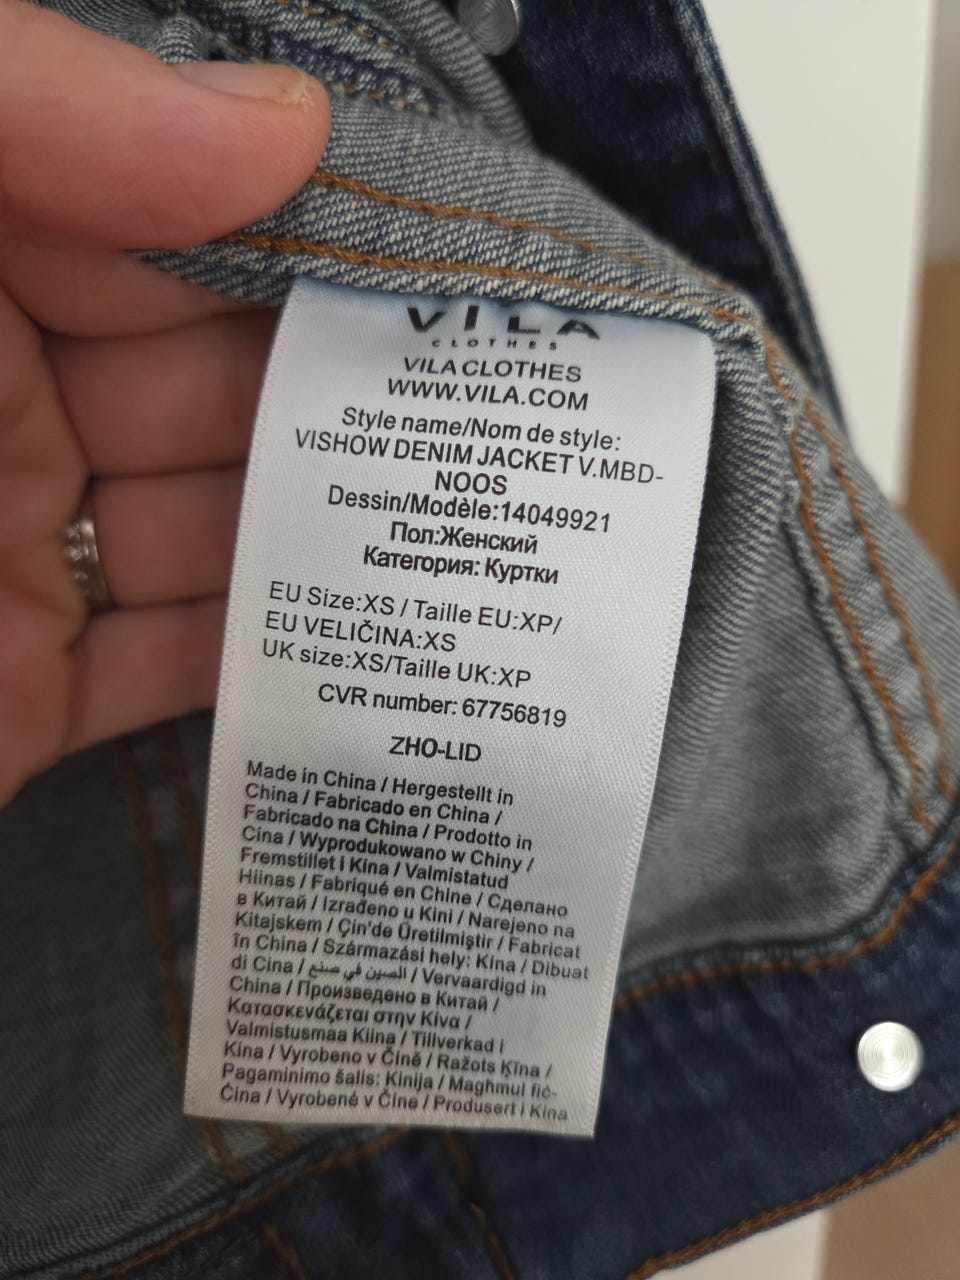 VILA
CLOTHES
VILA CLOTHES
WWW.VILA.COM
Style name/Nom de style:
VISHOW DENIM JACKET V.MBD-
NOOS
Dessin/Modèle:14049921
Пол:Женский
Категория: Куртки
EU Size:XS / Taille EU:XP/
EU VELIČINA:XS
UK size:XS/Taille UK:XP
CVR number: 67756819
ZHO-LID
Made in China / Hergestellt in
China / Fabricado en China /
Fabricado na China / Prodotto in
Cina / Wyprodukowano w Chiny /
Fremstillet i Kina / Valmistatud
Hiinas / Fabriqué en Chine / Сделано
в Китай / Izrađeno u Kini / Narejeno na
Kitajskem / Çin'de Üretilmiştir / Fabricat
în China / Származási hely: Kína / Dibuat
di Cina / الصين في صنع / Vervaardigd in
China / Произведено в Китай /
Κατασκευάζεται στην Κίνα /
Valmistusmaa Kiina / Tillverkad i
Kina / Vyrobeno v Číně / Ražots Ķīna /
Pagaminimo šalis: Kinija / Magħmul fiċ-
Ċina / Vyrobené v Číne / Produsert i Kina